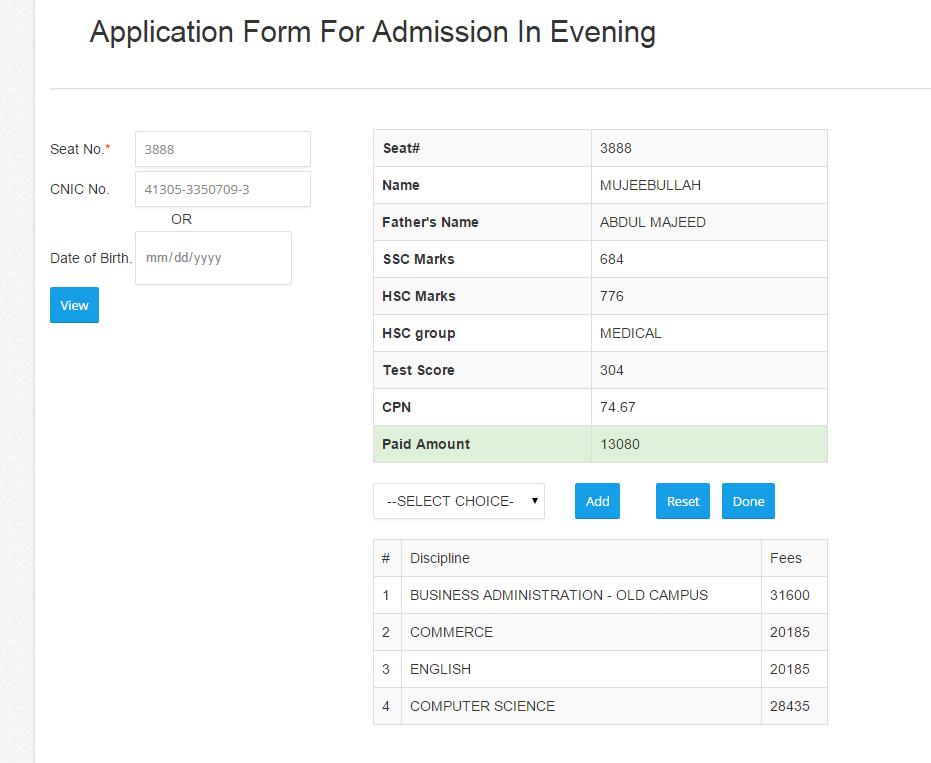 Application Form For Admission In Evening
Seat No.* 3888
CNIC No. 41305-3350709-3
OR
Date of Birth. mm/dd/yyyy
View
Seat# 3888
Name MUJEEBULLAH
Father's Name ABDUL MAJEED
SSC Marks 684
HSC Marks 776
HSC group MEDICAL
Test Score 304
CPN 74.67
Paid Amount 13080
--SELECT CHOICE- Add Reset Done
# Discipline Fees
1 BUSINESS ADMINISTRATION - OLD CAMPUS 31600
2 COMMERCE 20185
3 ENGLISH 20185
4 COMPUTER SCIENCE 28435